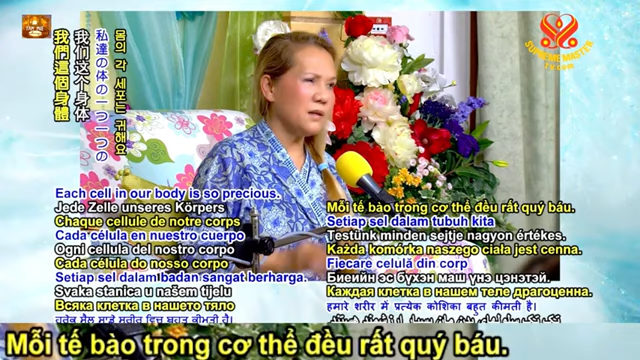 SUPREME MASTER
TV.com
몸의 각 세포는 귀해요
私達の体の一つ一つの
我们这个身体
我們這個身體
Each cell in our body is so precious.
Jede Zelle unseres Körpers
Chaque cellule de notre corps
Cada célula en nuestro cuerpo
Ogni cellula del nostro corpo
Cada célula do nosso corpo
Setiap sel dalam badan sangat berharga.
Svaka stanica u našem tijelu
Всяка клетка в нашето тяло
ਹਰੇਕ ਸੈੱਲ ਸਾਡੇ ਸਰੀਰ ਵਿਚ ਬਹੁਤ ਕੀਮਤੀ ਹੈ।
Mỗi tế bào trong cơ thể đều rất quý báu.
Setiap sel dalam tubuh kita
Testünk minden sejtje nagyon értékes.
Każda komórka naszego ciała jest cenna.
Fiecare celulă din corp
Биеийн эс бүхэн маш үнэ цэнэтэй.
Каждая клетка в нашем теле драгоценна.
हमारे शरीर में प्रत्येक कोशिका बहुत कीमती है।
Mỗi tế bào trong cơ thể đều rất quý báu.